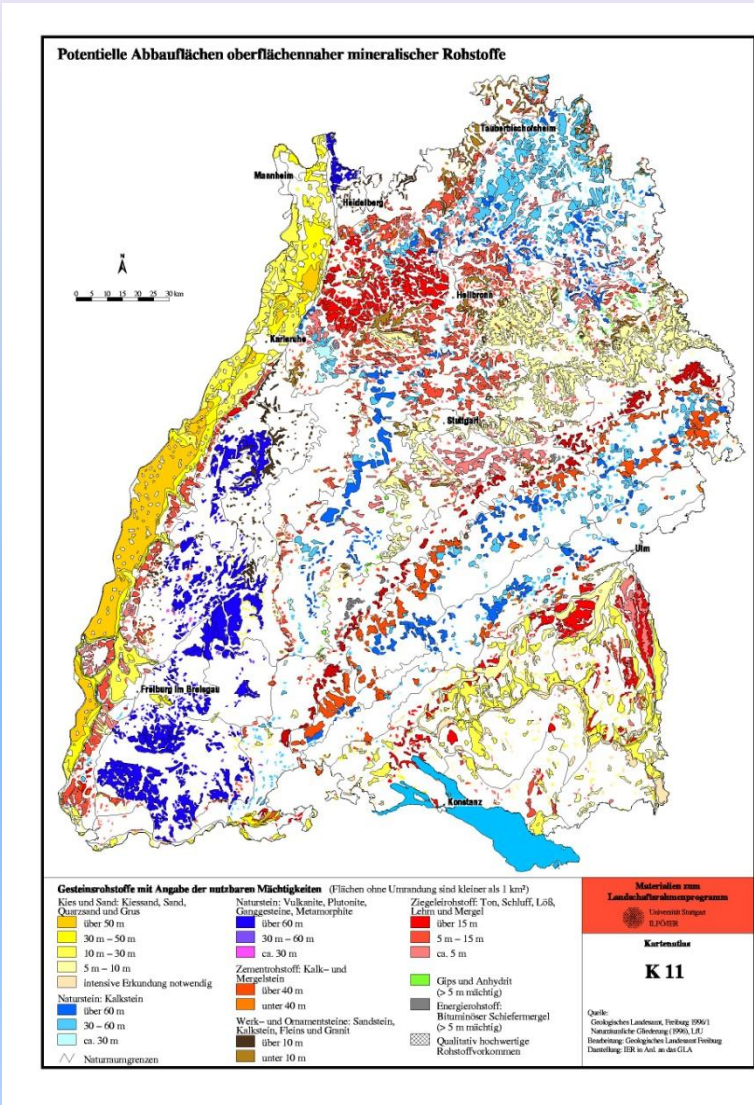 Potentielle Abbauflächen oberflächennaher mineralischer Rohstoffe
Tauberbischofsheim
Mannheim
Heidelberg
N
0 5 10 15 20 30 km
Heilbronn
Karlsruhe
Stuttgart
Ulm
Freiburg im Breisgau
Konstanz
Gesteinsrohstoffe mit Angabe der nutzbaren Mächtigkeiten (Flächen ohne Umrandung sind kleiner als 1 km²)
Kies und Sand: Kiessand, Sand,
Quarzsand und Grus
über 50 m
30 m – 50 m
10 m – 30 m
5 m – 10 m
intensive Erkundung notwendig
Naturstein: Kalkstein
über 60 m
30 – 60 m
ca. 30 m
Naturraumgrenzen
Naturstein: Vulkanite, Plutonite,
Ganggesteine, Metamorphite
über 60 m
30 m – 60 m
ca. 30 m
Zementrohstoff: Kalk– und
Mergelstein
über 40 m
unter 40 m
Werk– und Ornamentsteine: Sandstein,
Kalkstein, Fleins und Granit
über 10 m
unter 10 m
Ziegeleirohstoff: Ton, Schluff, Löß,
Lehm und Mergel
über 15 m
5 m – 15 m
ca. 5 m
Gips und Anhydrit
(> 5 m mächtig)
Energierohstoff:
Bituminöser Schiefermergel
(> 5 m mächtig)
Qualitativ hochwertige
Rohstoffvorkommen
Materialien zum
Landschaftsrahmenprogramm
Universität Stuttgart
ILPÖ/IER
Kartenatlas
K 11
Quelle:
Geologisches Landesamt, Freiburg 1996/1
Naturräumliche Gliederung (1996), LfU
Bearbeitung: Geologisches Landesamt Freiburg
Darstellung: IER in Anl. an das GLA